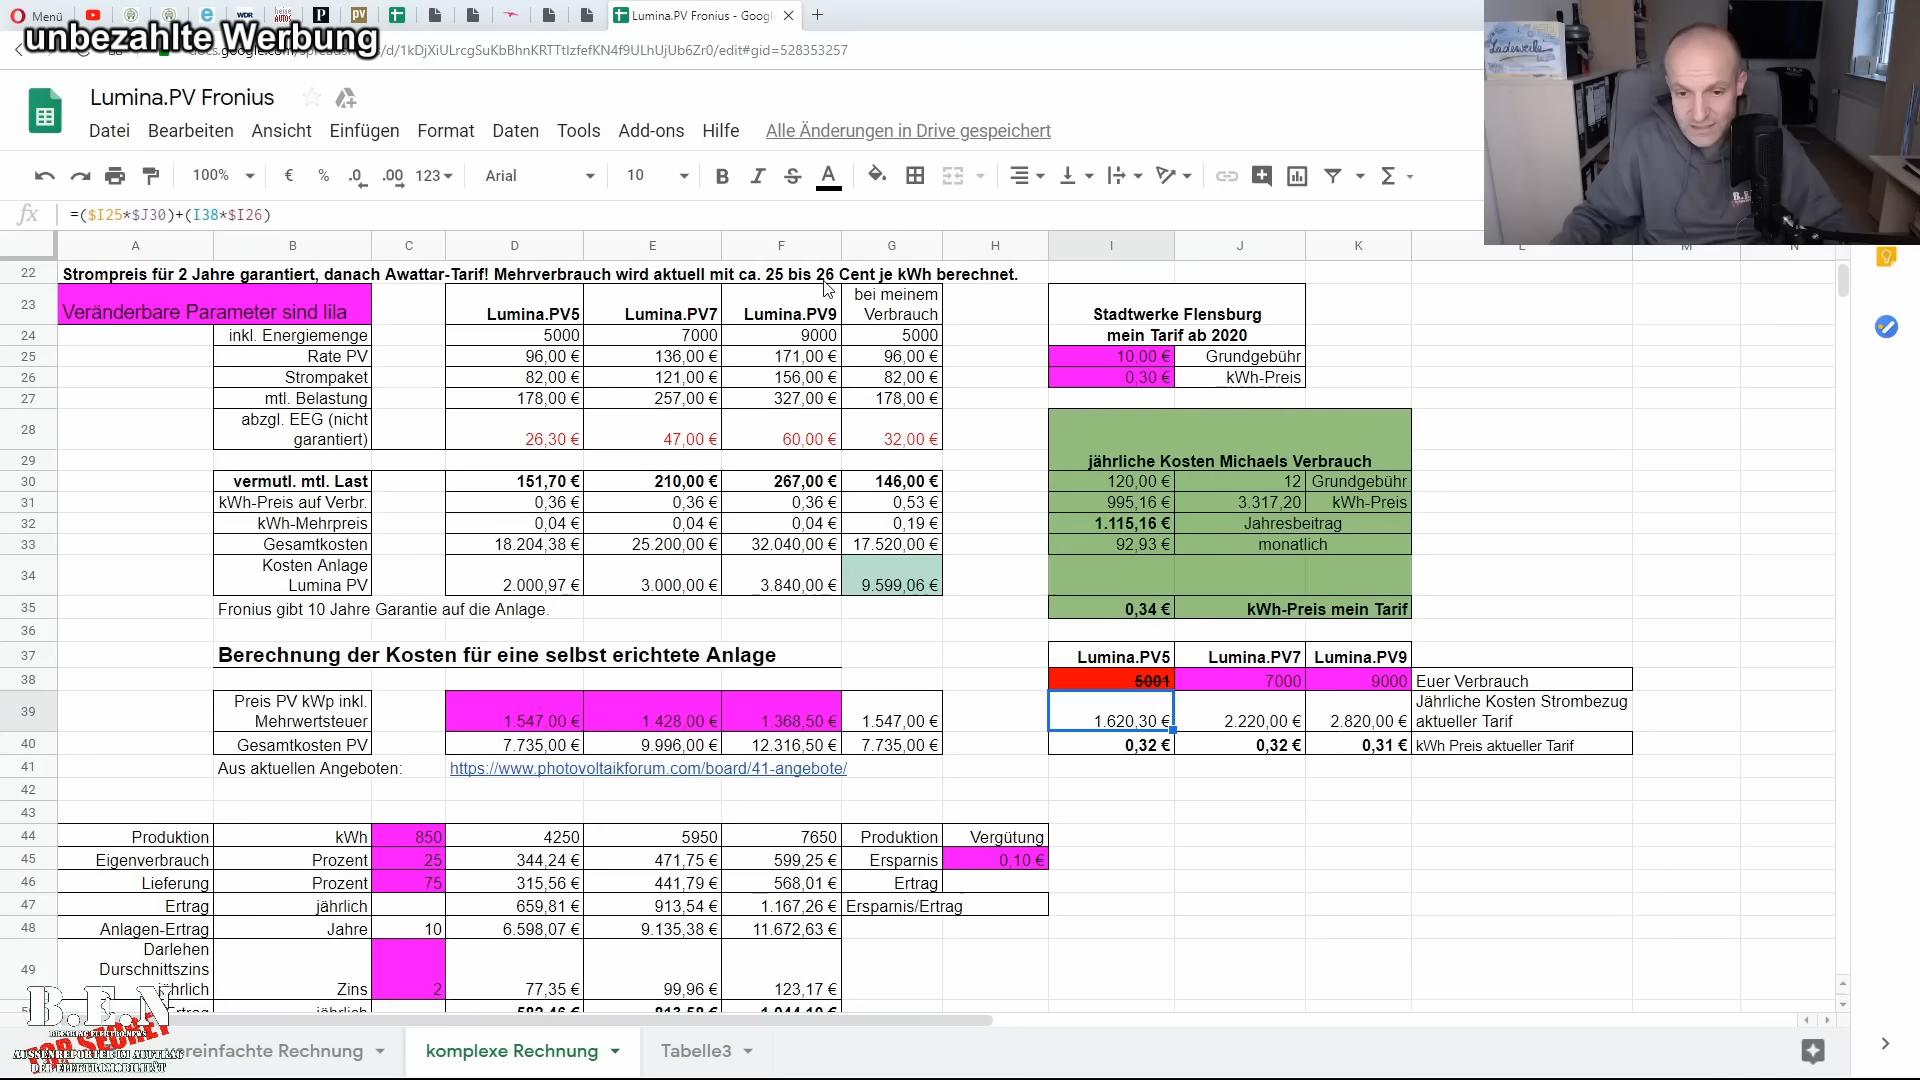 Menü
Lumina.PV Fronius - Googl
unbezahlte Werbung
docs.google.com/spreadsheets/d/1kDjXiULrcgSuKbBhnKRTTtIzfefKN4f9ULhUjUb6Zr0/edit#gid=528353257
Lumina.PV Fronius
Datei Bearbeiten Ansicht Einfügen Format Daten Tools Add-ons Hilfe Alle Änderungen in Drive gespeichert
100% € % .0 .00 123 Arial 10 B I S A Σ
fx =($I25*$J30)+(I38*$I26)
A B C D E F G H I J K L M N
22 Strompreis für 2 Jahre garantiert, danach Awattar-Tarif! Mehrverbrauch wird aktuell mit ca. 25 bis 26 Cent je kWh berechnet.
23 Veränderbare Parameter sind lila Lumina.PV5 Lumina.PV7 Lumina.PV9 bei meinem Verbrauch Stadtwerke Flensburg
24 inkl. Energiemenge 5000 7000 9000 5000 mein Tarif ab 2020
25 Rate PV 96,00 € 136,00 € 171,00 € 96,00 € 10,00 € Grundgebühr
26 Strompaket 82,00 € 121,00 € 156,00 € 82,00 € 0,30 € kWh-Preis
27 mtl. Belastung 178,00 € 257,00 € 327,00 € 178,00 €
28 abzgl. EEG (nicht garantiert) 26,30 € 47,00 € 60,00 € 32,00 €
29 jährliche Kosten Michaels Verbrauch
30 vermutl. mtl. Last 151,70 € 210,00 € 267,00 € 146,00 € 120,00 € 12 Grundgebühr
31 kWh-Preis auf Verbr. 0,36 € 0,36 € 0,36 € 0,53 € 995,16 € 3.317,20 kWh-Preis
32 kWh-Mehrpreis 0,04 € 0,04 € 0,04 € 0,19 € 1.115,16 € Jahresbeitrag
33 Gesamtkosten 18.204,38 € 25.200,00 € 32.040,00 € 17.520,00 € 92,93 € monatlich
34 Kosten Anlage Lumina PV 2.000,97 € 3.000,00 € 3.840,00 € 9.599,06 €
35 Fronius gibt 10 Jahre Garantie auf die Anlage. 0,34 € kWh-Preis mein Tarif
36
37 Berechnung der Kosten für eine selbst erichtete Anlage Lumina.PV5 Lumina.PV7 Lumina.PV9
38 5001 7000 9000 Euer Verbrauch
39 Preis PV kWp inkl. Mehrwertsteuer 1.547,00 € 1.428,00 € 1.368,50 € 1.547,00 € 1.620,30 € 2.220,00 € 2.820,00 € Jährliche Kosten Strombezug aktueller Tarif
40 Gesamtkosten PV 7.735,00 € 9.996,00 € 12.316,50 € 7.735,00 € 0,32 € 0,32 € 0,31 € kWh Preis aktueller Tarif
41 Aus aktuellen Angeboten: https://www.photovoltaikforum.com/board/41-angebote/
42
43
44 Produktion kWh 850 4250 5950 7650 Produktion Vergütung
45 Eigenverbrauch Prozent 25 344,24 € 471,75 € 599,25 € Ersparnis 0,10 €
46 Lieferung Prozent 75 315,56 € 441,79 € 568,01 € Ertrag
47 Ertrag jährlich 659,81 € 913,54 € 1.167,26 € Ersparnis/Ertrag
48 Anlagen-Ertrag Jahre 10 6.598,07 € 9.135,38 € 11.672,63 €
49 Darlehen Durschnittszins jährlich Zins 2 77,35 € 99,96 € 123,17 €
B.E.N
TOP SECRET
AUSSENREPORTER IM AUFTRAG
DER ELEKTROMOBILITÄT
vereinfachte Rechnung komplexe Rechnung Tabelle3
Ladeweile